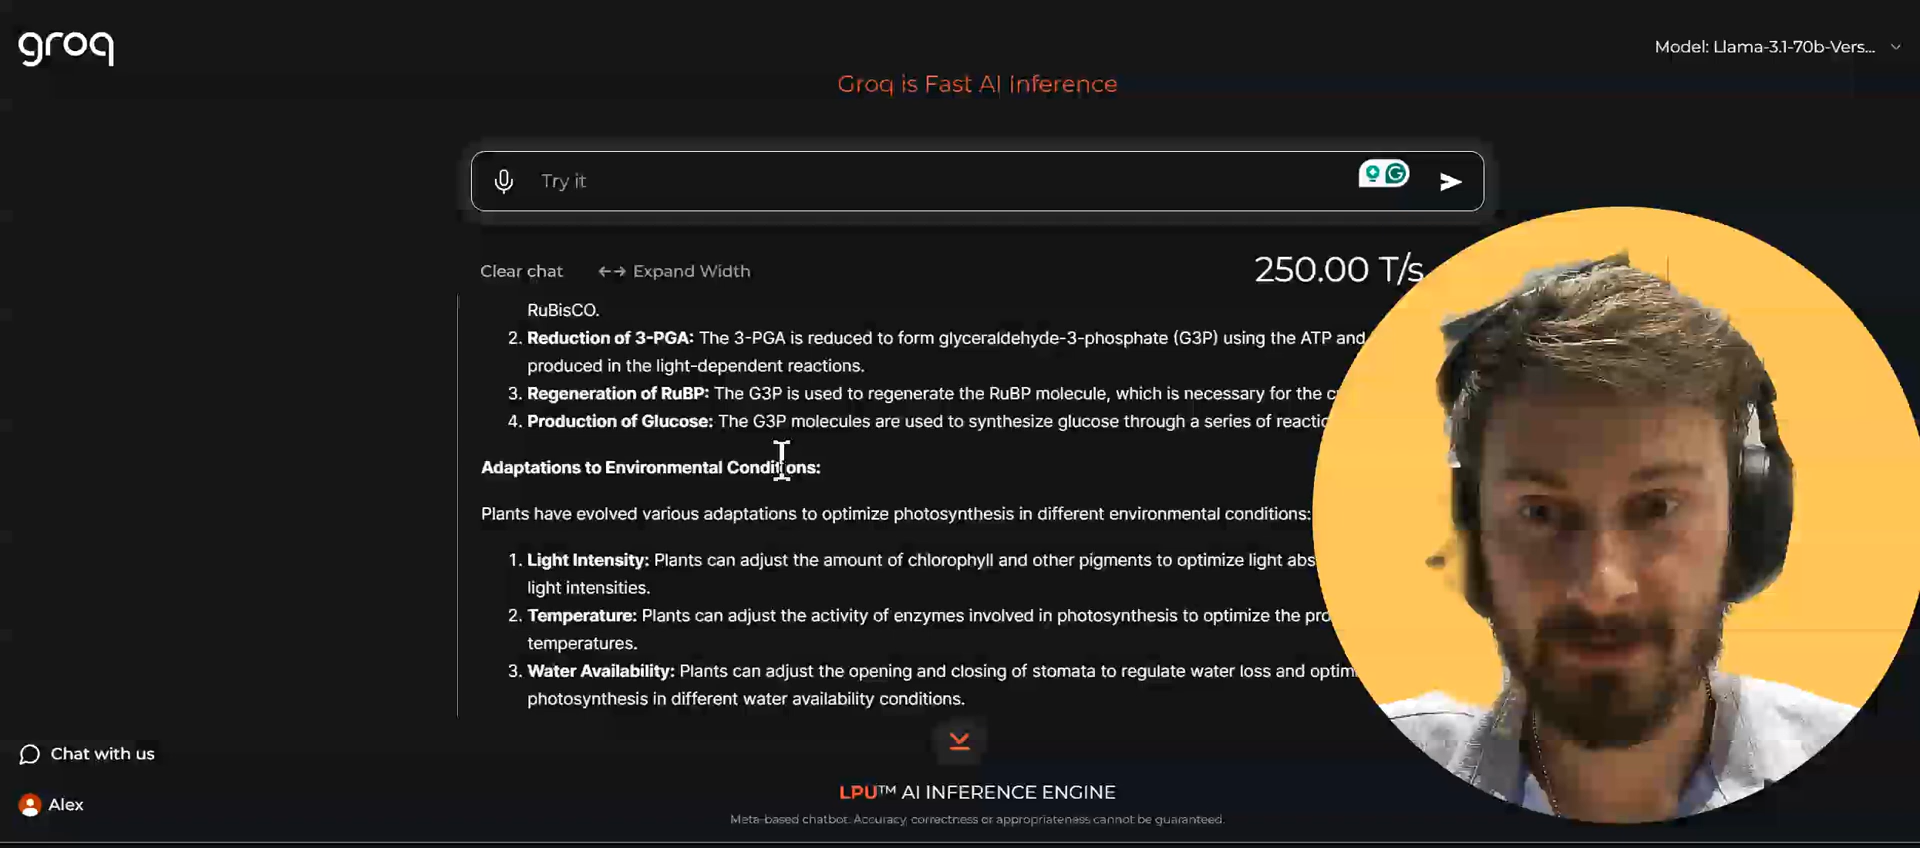 groq
Model: Llama-3.1-70b-Vers...
Groq is Fast AI Inference
Try it
Clear chat
Expand Width
250.00 T/s
RuBisCO.
2. Reduction of 3-PGA: The 3-PGA is reduced to form glyceraldehyde-3-phosphate (G3P) using the ATP and
produced in the light-dependent reactions.
3. Regeneration of RuBP: The G3P is used to regenerate the RuBP molecule, which is necessary for the c
4. Production of Glucose: The G3P molecules are used to synthesize glucose through a series of reactio
Adaptations to Environmental Conditions:
Plants have evolved various adaptations to optimize photosynthesis in different environmental conditions:
1. Light Intensity: Plants can adjust the amount of chlorophyll and other pigments to optimize light abs
light intensities.
2. Temperature: Plants can adjust the activity of enzymes involved in photosynthesis to optimize the pro
temperatures.
3. Water Availability: Plants can adjust the opening and closing of stomata to regulate water loss and optim
photosynthesis in different water availability conditions.
Chat with us
LPU™ AI INFERENCE ENGINE
Alex
Meta-based chatbot. Accuracy, correctness or appropriateness cannot be guaranteed.